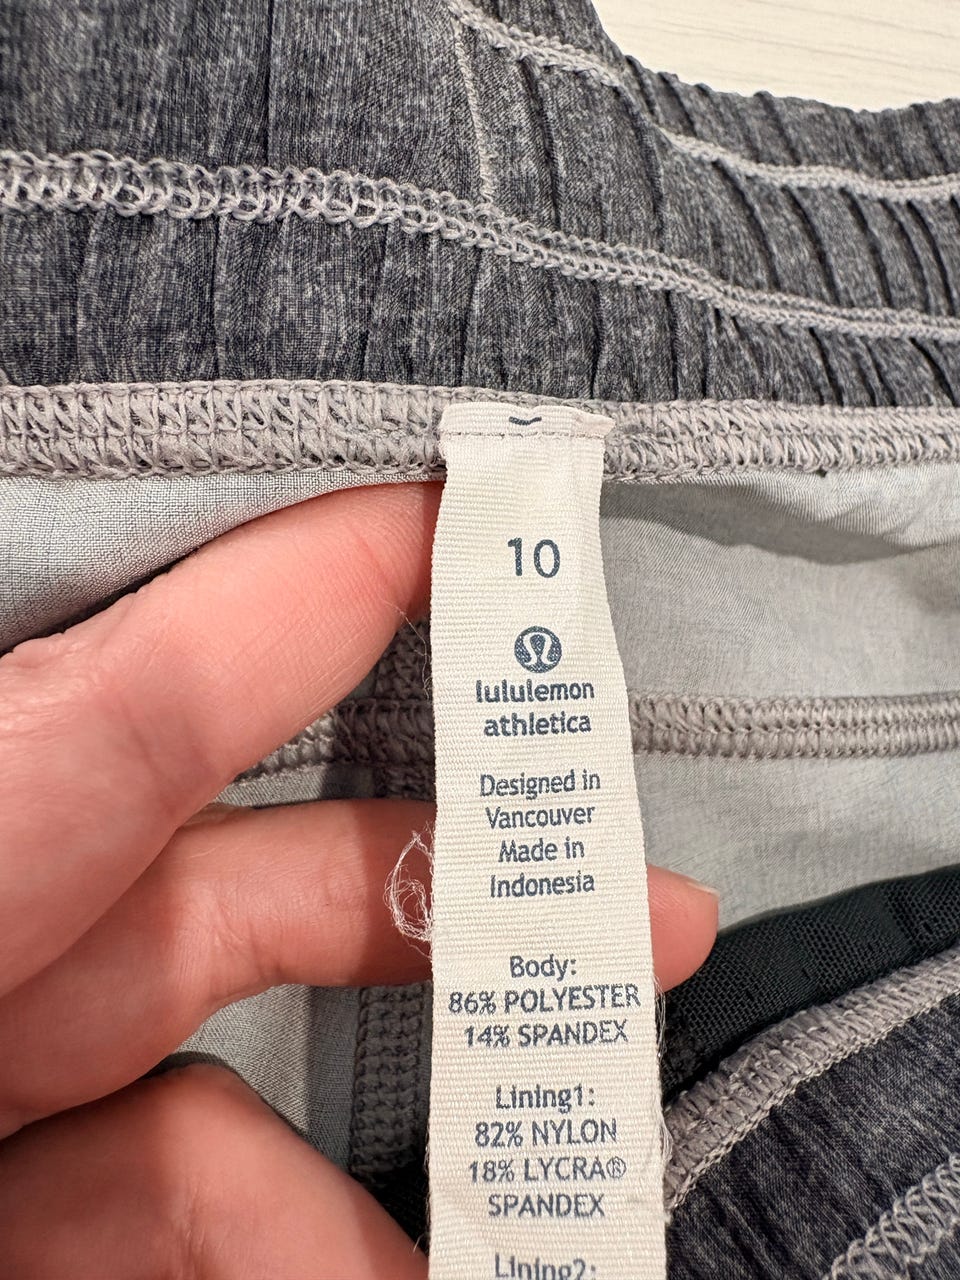 10
lululemon
athletica
Designed in
Vancouver
Made in
Indonesia
Body:
86% POLYESTER
14% SPANDEX
Lining1:
82% NYLON
18% LYCRA®
SPANDEX
Lining2: